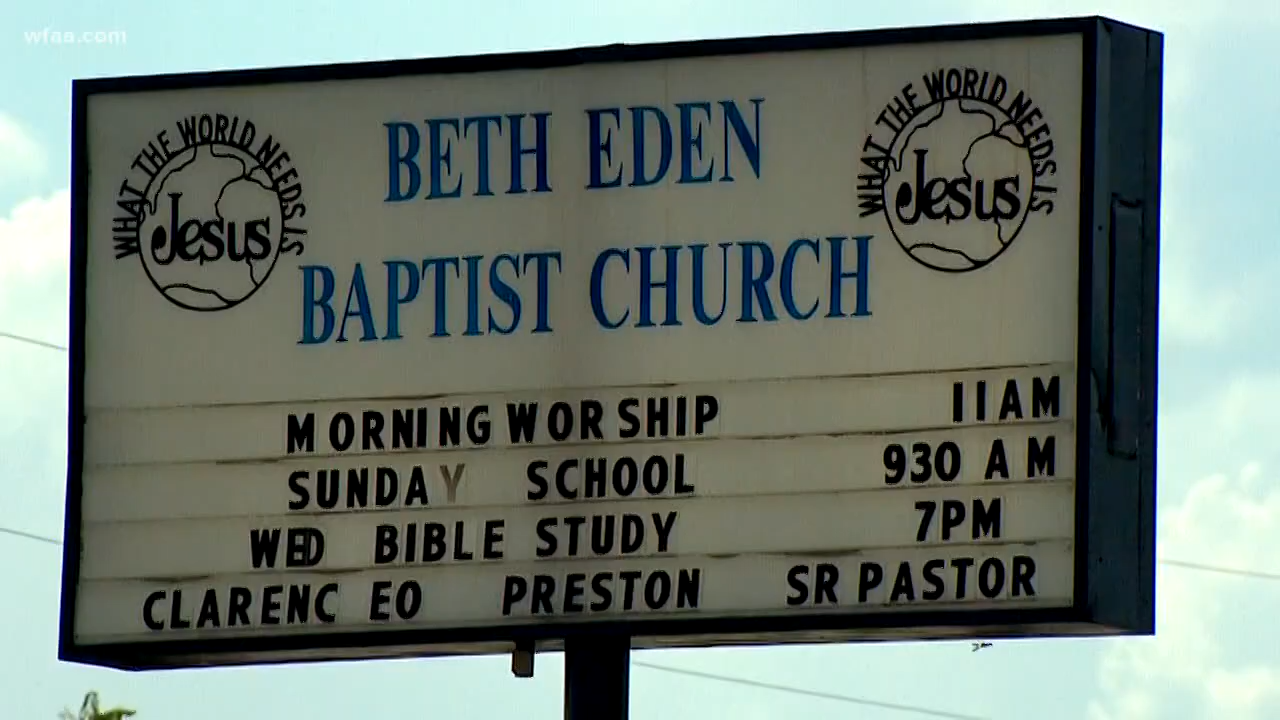 wfaa.com
WHAT THE WORLD NEEDS IS
Jesus
BETH EDEN
BAPTIST CHURCH
WHAT THE WORLD NEEDS IS
Jesus
MORNING WORSHIP 11AM
SUNDAY SCHOOL 930 AM
WED BIBLE STUDY 7PM
CLARENC EO PRESTON SR PASTOR